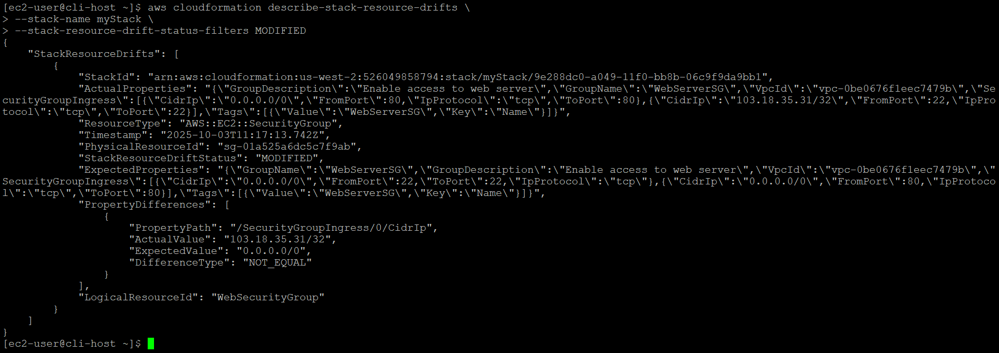 [ec2-user@cli-host ~]$ aws cloudformation describe-stack-resource-drifts \
> --stack-name myStack \
> --stack-resource-drift-status-filters MODIFIED
{
    "StackResourceDrifts": [
        {
            "StackId": "arn:aws:cloudformation:us-west-2:526049858794:stack/myStack/9e288dc0-a049-11f0-bb8b-06c9f9da9bb1",
            "ActualProperties": "{\"GroupDescription\":\"Enable access to web server\",\"GroupName\":\"WebServerSG\",\"VpcId\":\"vpc-0be0676f1eec7479b\",\"Se
curityGroupIngress\":[{\"CidrIp\":\"0.0.0.0/0\",\"FromPort\":80,\"IpProtocol\":\"tcp\",\"ToPort\":80},{\"CidrIp\":\"103.18.35.31/32\",\"FromPort\":22,\"IpPro
tocol\":\"tcp\",\"ToPort\":22}],\"Tags\":[{\"Value\":\"WebServerSG\",\"Key\":\"Name\"}]}",
            "ResourceType": "AWS::EC2::SecurityGroup",
            "Timestamp": "2025-10-03T11:17:13.742Z",
            "PhysicalResourceId": "sg-01a525a6dc5c7f9ab",
            "StackResourceDriftStatus": "MODIFIED",
            "ExpectedProperties": "{\"GroupName\":\"WebServerSG\",\"GroupDescription\":\"Enable access to web server\",\"VpcId\":\"vpc-0be0676f1eec7479b\",\"
SecurityGroupIngress\":[{\"CidrIp\":\"0.0.0.0/0\",\"FromPort\":22,\"ToPort\":22,\"IpProtocol\":\"tcp\"},{\"CidrIp\":\"0.0.0.0/0\",\"FromPort\":80,\"IpProtoco
l\":\"tcp\",\"ToPort\":80}],\"Tags\":[{\"Value\":\"WebServerSG\",\"Key\":\"Name\"}]}",
            "PropertyDifferences": [
                {
                    "PropertyPath": "/SecurityGroupIngress/0/CidrIp",
                    "ActualValue": "103.18.35.31/32",
                    "ExpectedValue": "0.0.0.0/0",
                    "DifferenceType": "NOT_EQUAL"
                }
            ],
            "LogicalResourceId": "WebSecurityGroup"
        }
    ]
}
[ec2-user@cli-host ~]$